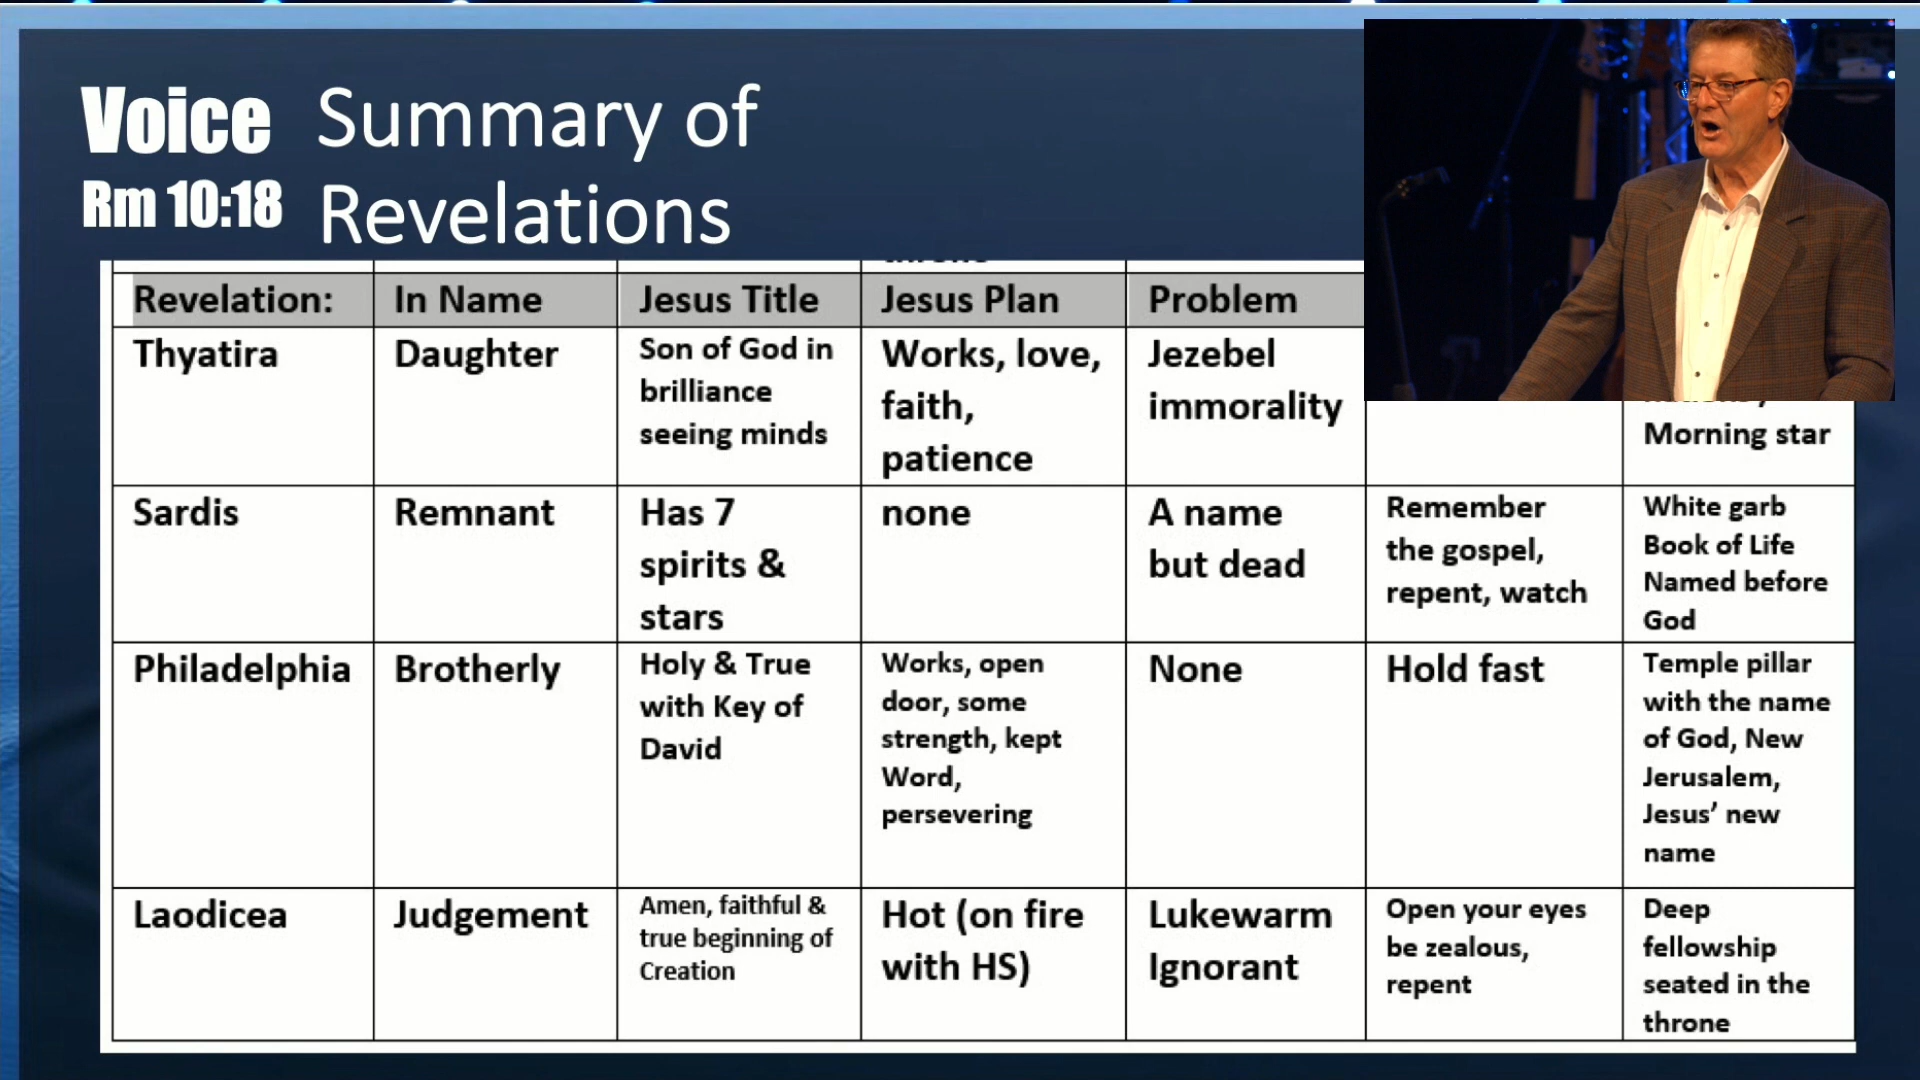 Voice
Rm 10:18
Summary of
Revelations
Revelation:
In Name
Jesus Title
Jesus Plan
Problem
Thyatira
Daughter
Son of God in
brilliance
seeing minds
Works, love,
faith,
patience
Jezebel
immorality
Morning star
Sardis
Remnant
Has 7
spirits &
stars
none
A name
but dead
Remember
the gospel,
repent, watch
White garb
Book of Life
Named before
God
Philadelphia
Brotherly
Holy & True
with Key of
David
Works, open
door, some
strength, kept
Word,
persevering
None
Hold fast
Temple pillar
with the name
of God, New
Jerusalem,
Jesus’ new
name
Laodicea
Judgement
Amen, faithful &
true beginning of
Creation
Hot (on fire
with HS)
Lukewarm
Ignorant
Open your eyes
be zealous,
repent
Deep
fellowship
seated in the
throne